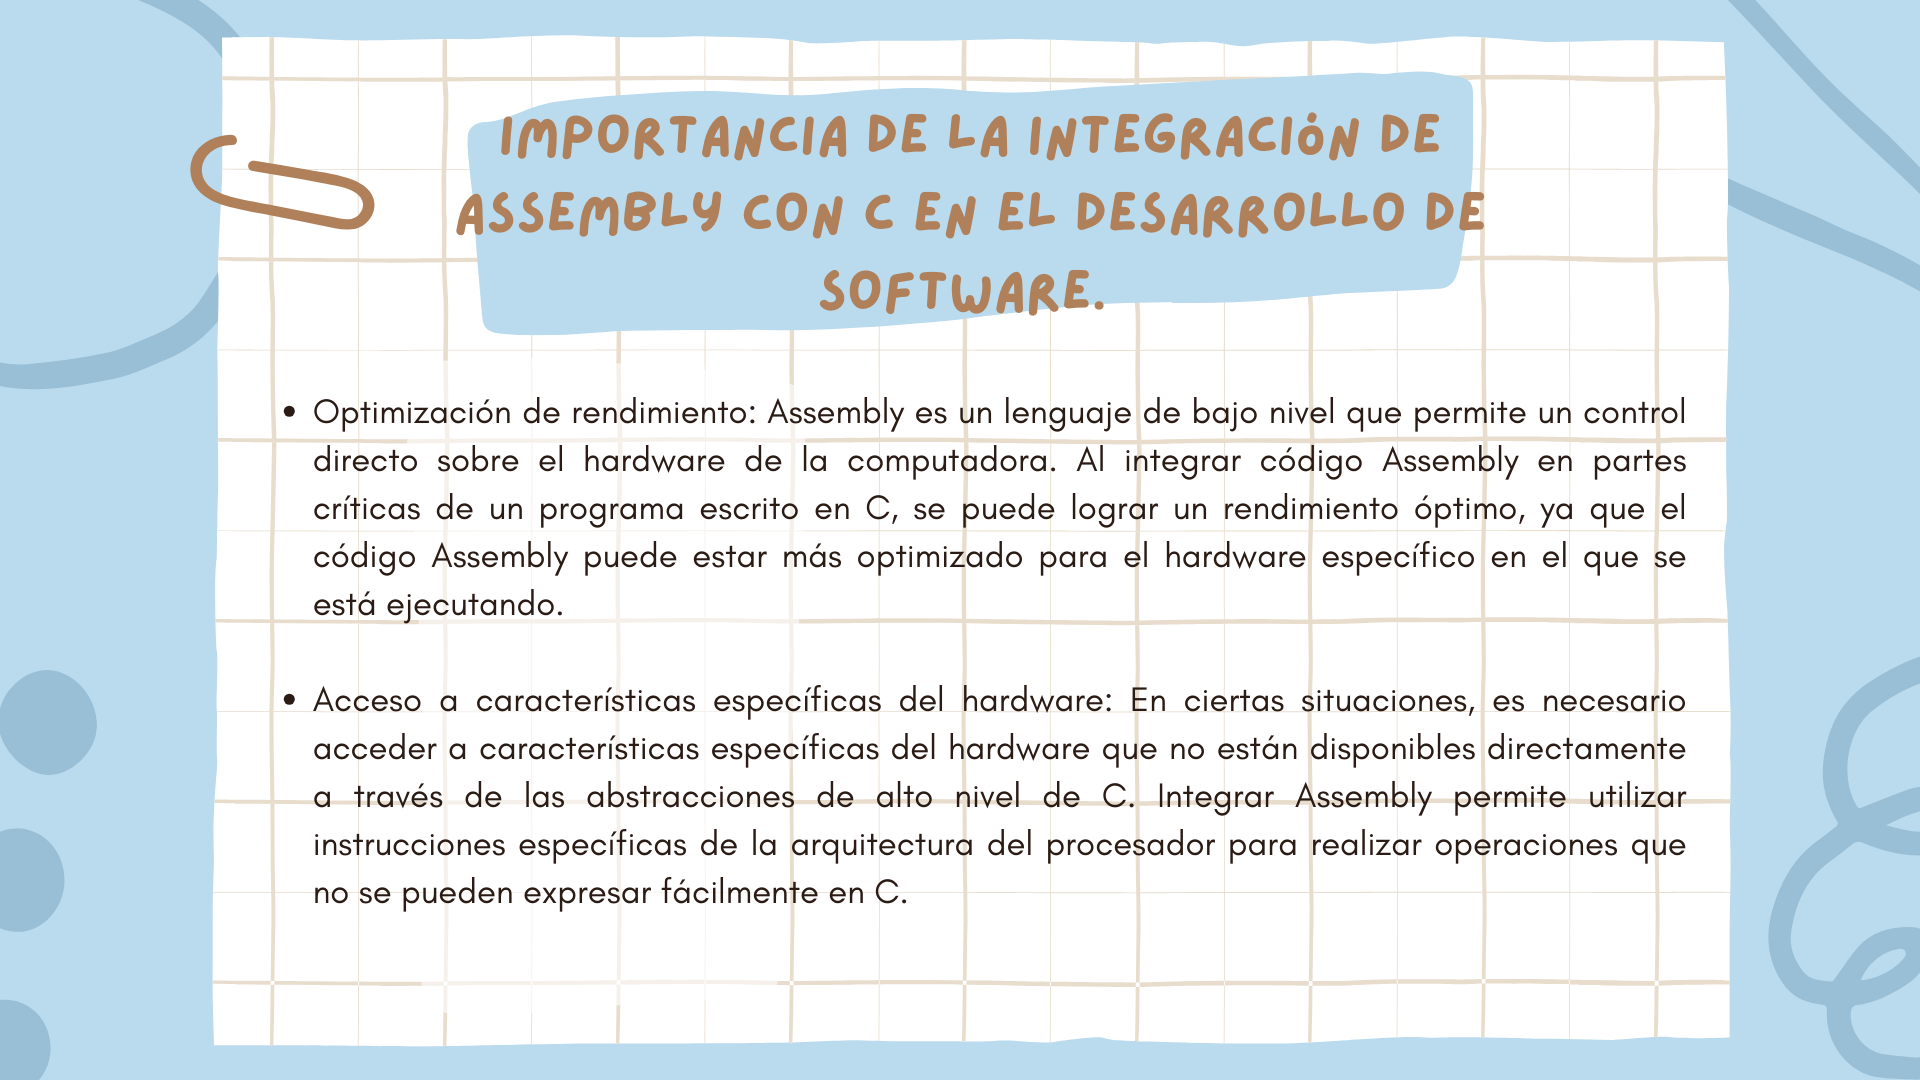 IMPORTANCIA DE LA INTEGRACIÓN DE
ASSEMBLY CON C EN EL DESARROLLO DE
SOFTWARE.
• Optimización de rendimiento: Assembly es un lenguaje de bajo nivel que permite un control
directo sobre el hardware de la computadora. Al integrar código Assembly en partes
críticas de un programa escrito en C, se puede lograr un rendimiento óptimo, ya que el
código Assembly puede estar más optimizado para el hardware específico en el que se
está ejecutando.
• Acceso a características específicas del hardware: En ciertas situaciones, es necesario
acceder a características específicas del hardware que no están disponibles directamente
a través de las abstracciones de alto nivel de C. Integrar Assembly permite utilizar
instrucciones específicas de la arquitectura del procesador para realizar operaciones que
no se pueden expresar fácilmente en C.